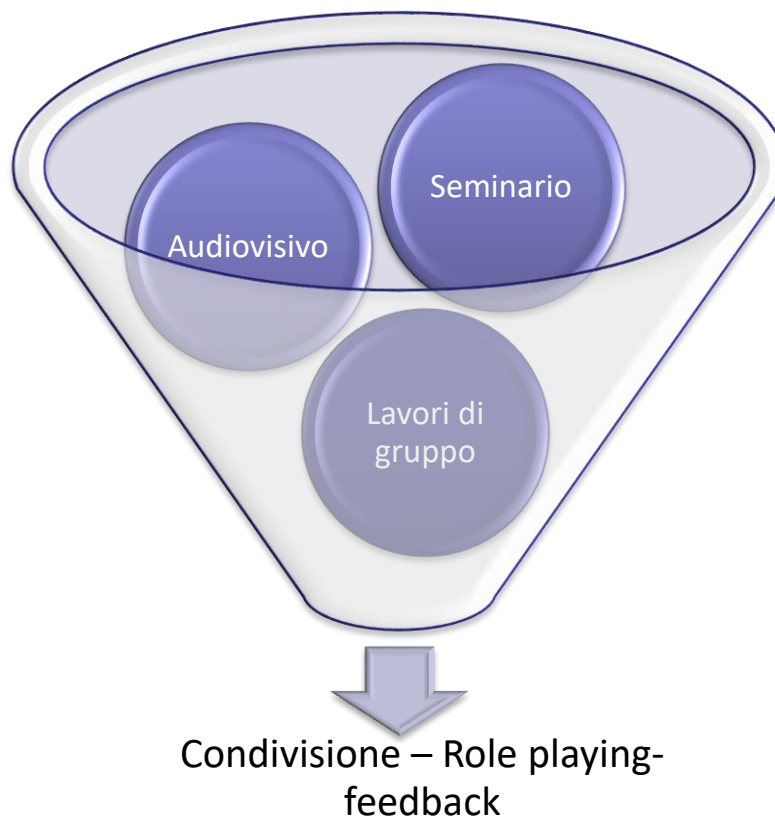 Seminario
Audiovisivo
Lavori di
gruppo
Condivisione – Role playing-
feedback